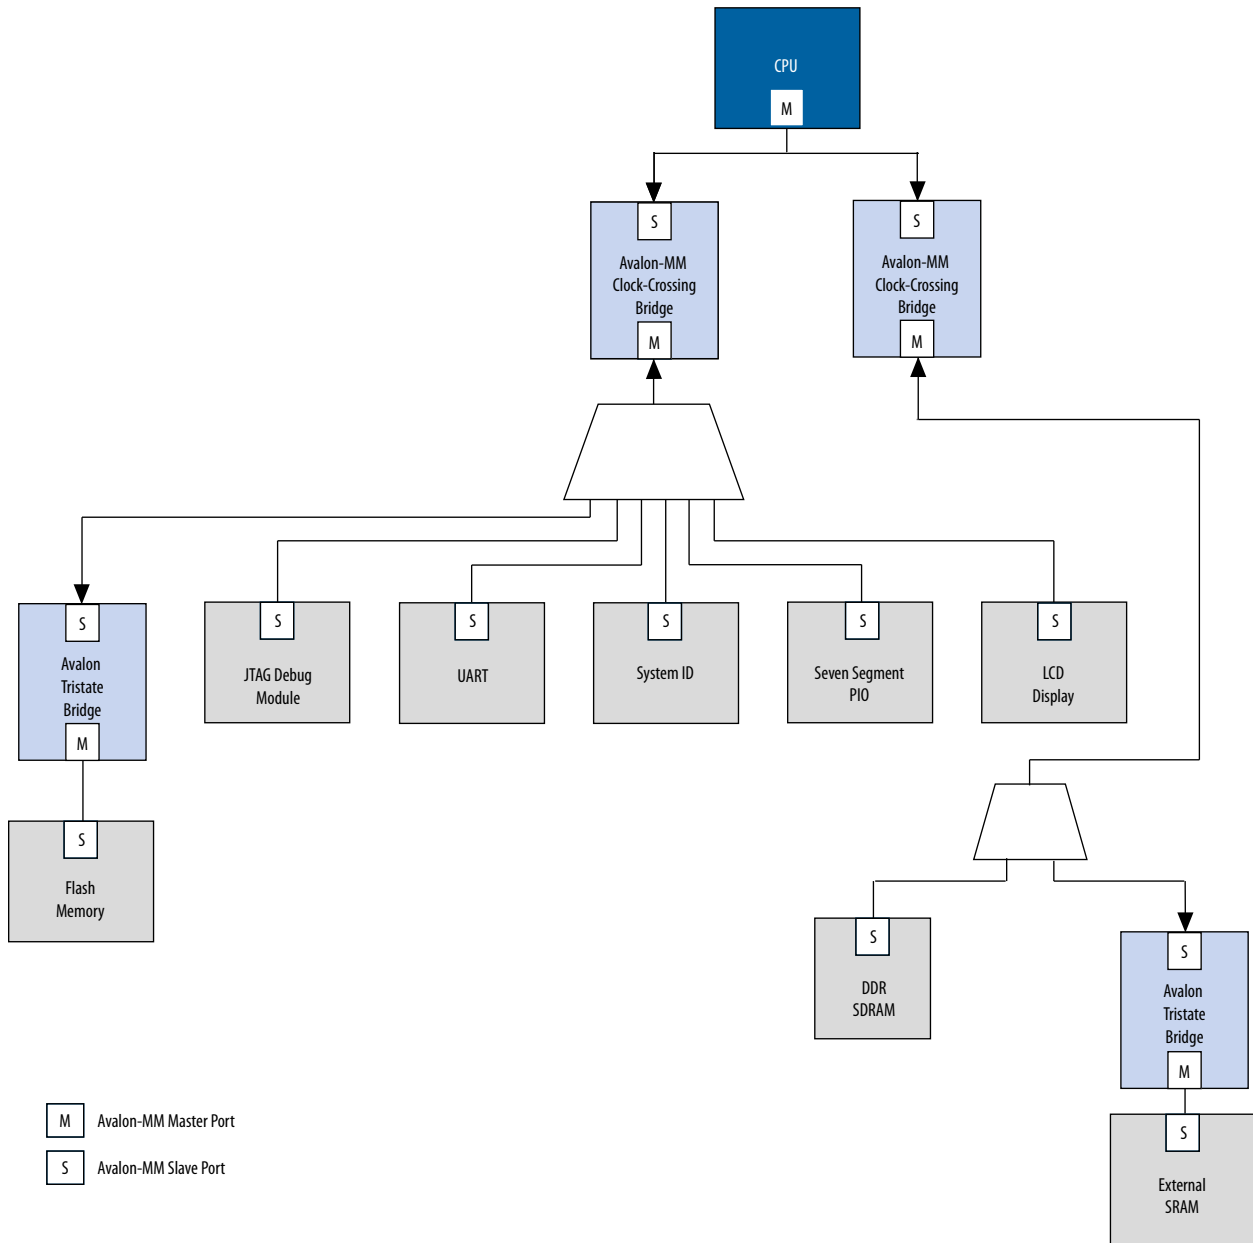 CPU
M
S
Avalon-MM
Clock-Crossing
Bridge
M
S
Avalon-MM
Clock-Crossing
Bridge
M
S
Avalon
Tristate
Bridge
M
S
JTAG Debug
Module
S
UART
S
System ID
S
Seven Segment
PIO
S
LCD
Display
S
Flash
Memory
S
DDR
SDRAM
S
Avalon
Tristate
Bridge
M
S
External
SRAM
M Avalon-MM Master Port
S Avalon-MM Slave Port